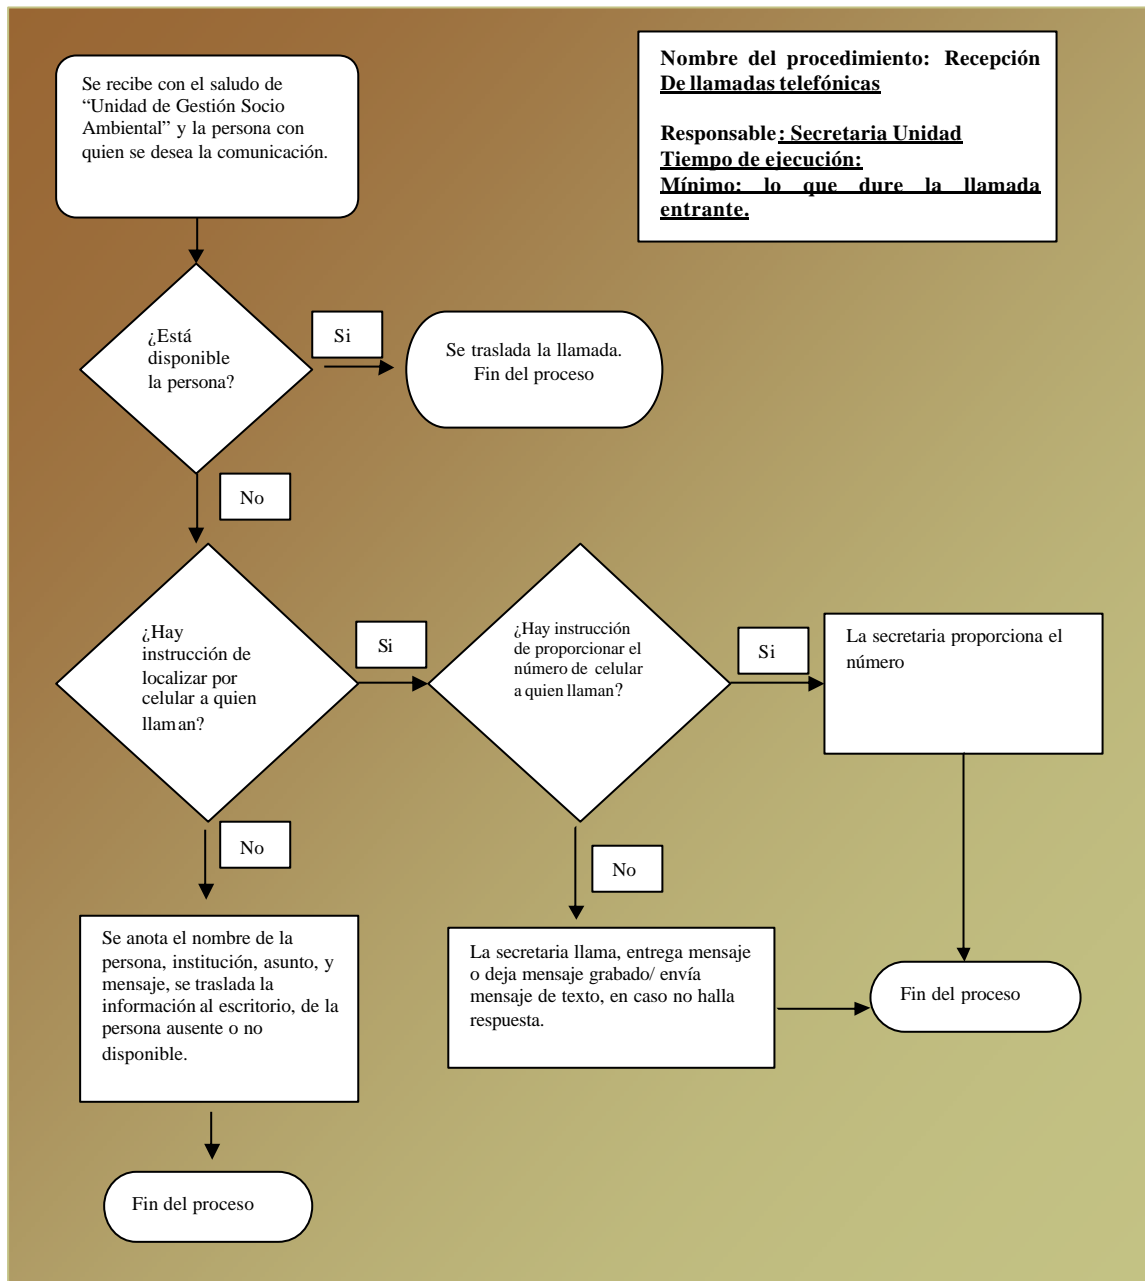 Nombre del procedimiento: Recepción
De llamadas telefónicas
Responsable: Secretaria Unidad
Tiempo de ejecución:
Mínimo: lo que dure la llamada
entrante.
Se recibe con el saludo de
“Unidad de Gestión Socio
Ambiental” y la persona con
quien se desea la comunicación.
¿Está
disponible
la persona?
Si
Se traslada la llamada.
Fin del proceso
No
¿Hay
instrucción de
localizar por
celular a quien
llaman?
Si
¿Hay instrucción
de proporcionar el
número de celular
a quien llaman?
Si
La secretaria proporciona el
número
No
No
Se anota el nombre de la
persona, institución, asunto, y
mensaje, se traslada la
información al escritorio, de la
persona ausente o no
disponible.
La secretaria llama, entrega mensaje
o deja mensaje grabado/ envía
mensaje de texto, en caso no halla
respuesta.
Fin del proceso
Fin del proceso